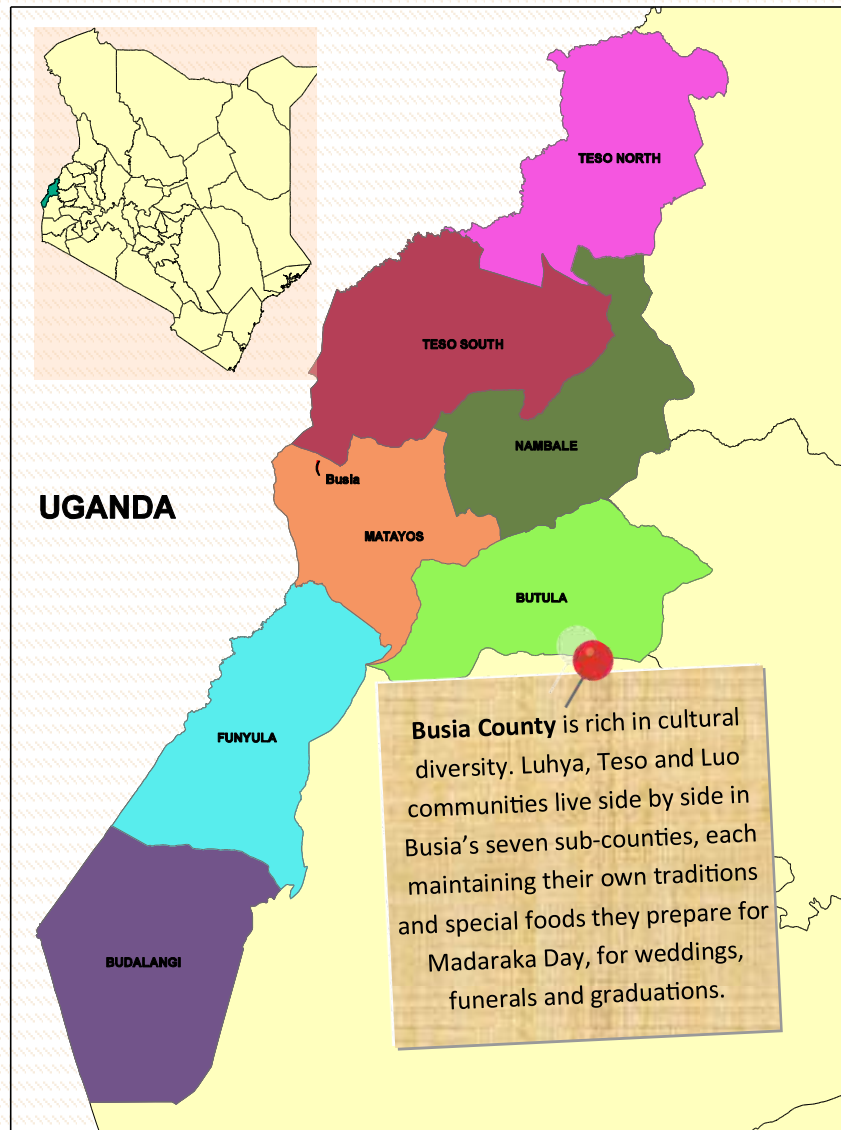 TESO NORTH
TESO SOUTH
NAMBALE
Busia
UGANDA
MATAYOS
BUTULA
FUNYULA
BUDALANGI
Busia County is rich in cultural
diversity. Luhya, Teso and Luo
communities live side by side in
Busia’s seven sub-counties, each
maintaining their own traditions
and special foods they prepare for
Madaraka Day, for weddings,
funerals and graduations.